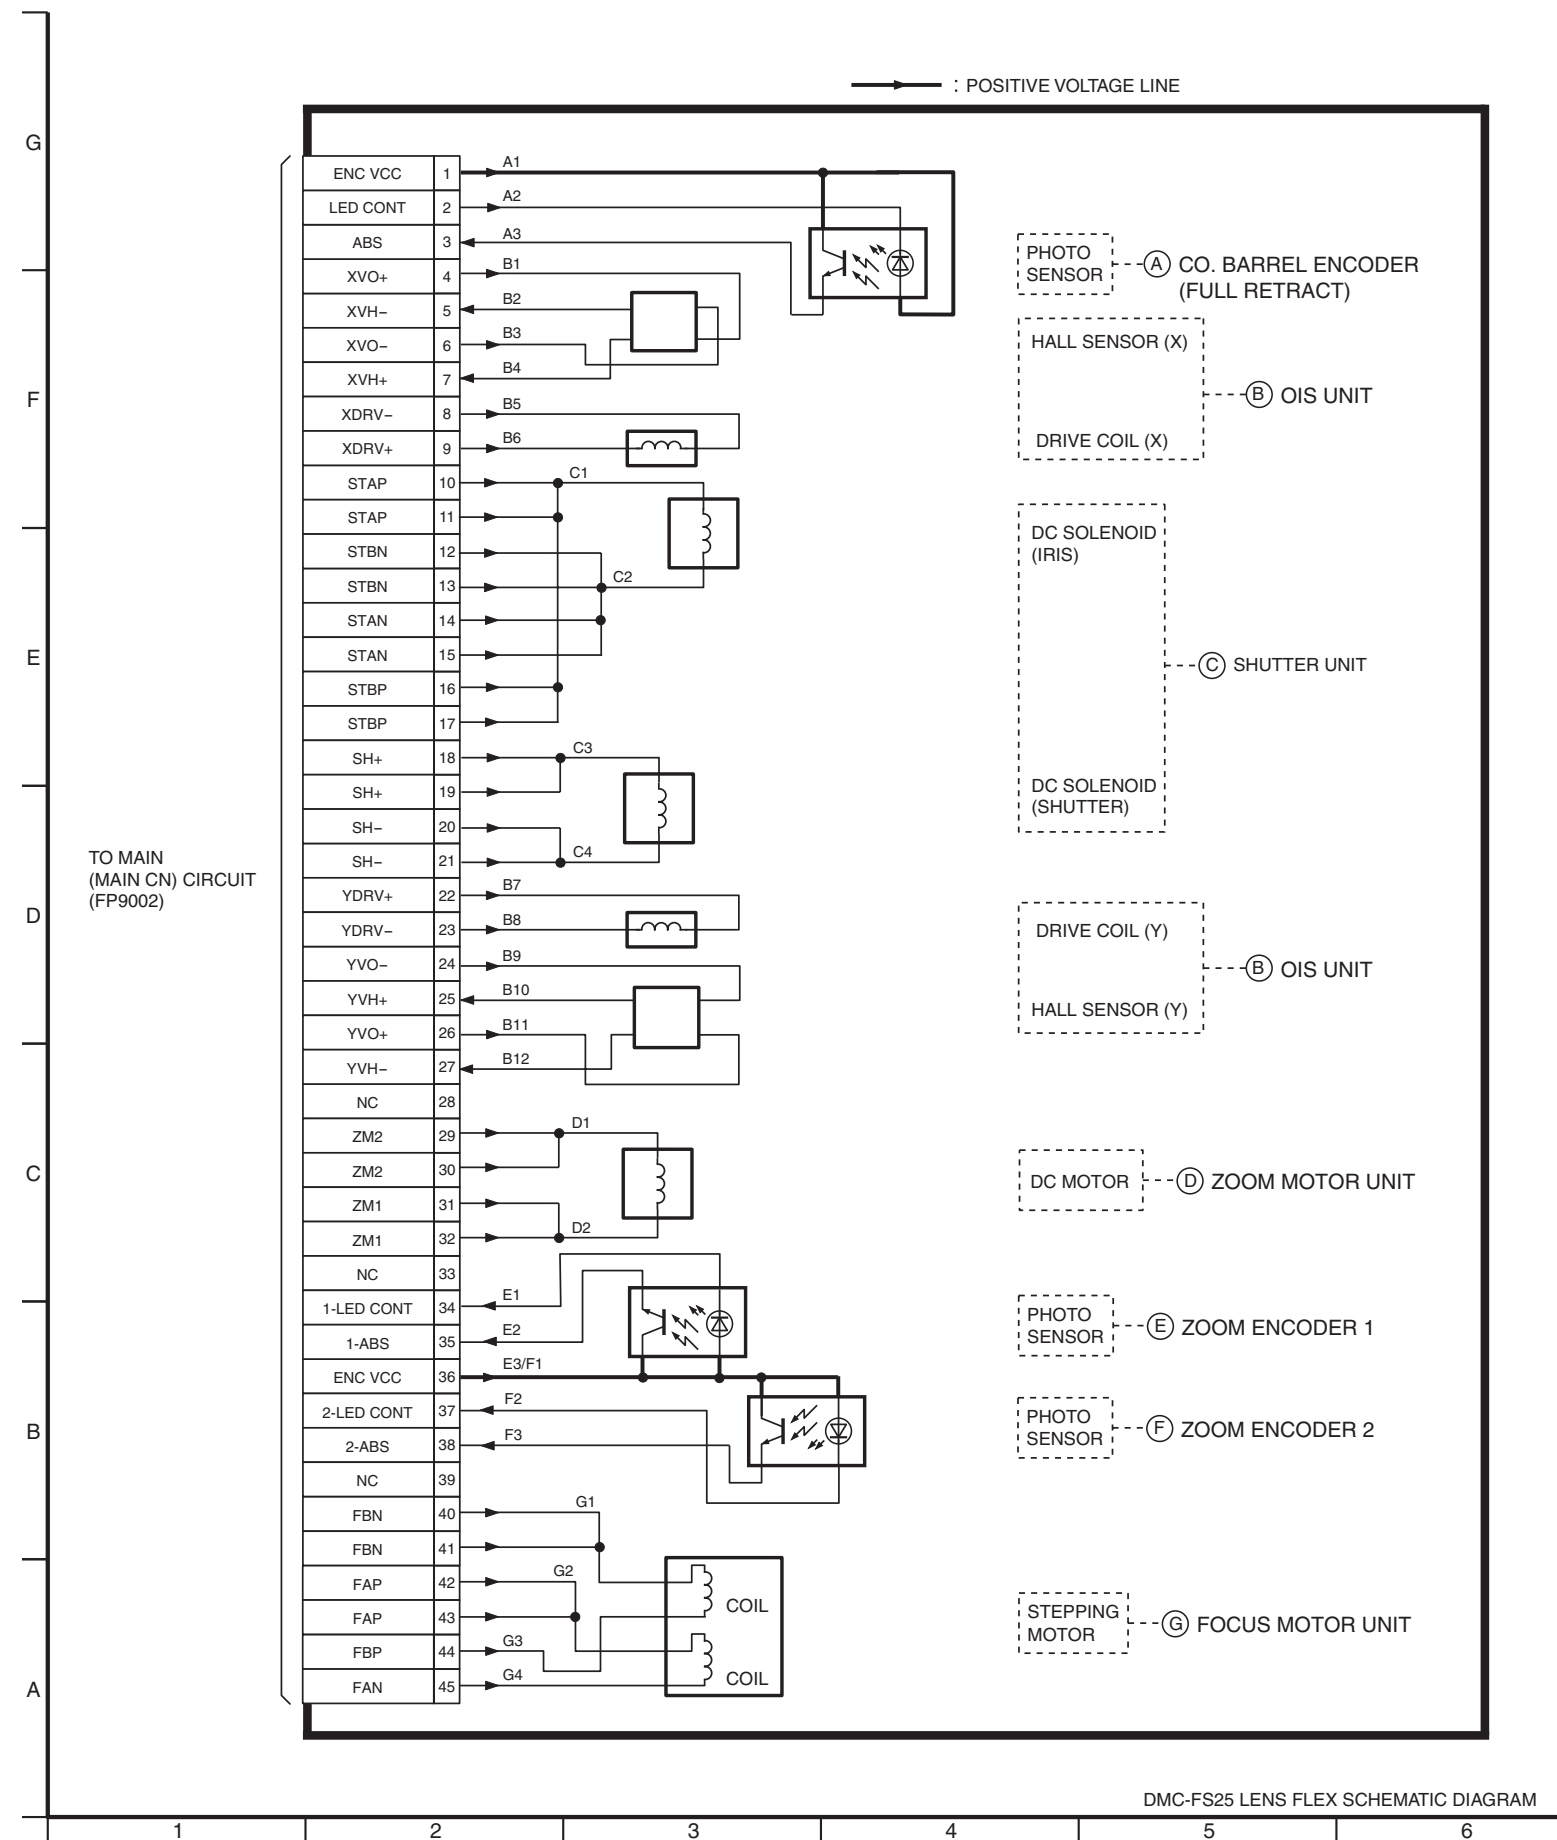 : POSITIVE VOLTAGE LINE
G
F
E
D
C
B
A
TO MAIN
(MAIN CN) CIRCUIT
(FP9002)
ENC VCC 1 A1
LED CONT 2 A2
ABS 3 A3
XVO+ 4 B1
XVH− 5 B2
XVO− 6 B3
XVH+ 7 B4
XDRV− 8 B5
XDRV+ 9 B6
STAP 10 C1
STAP 11
STBN 12
STBN 13 C2
STAN 14
STAN 15
STBP 16
STBP 17
SH+ 18 C3
SH+ 19
SH− 20
SH− 21 C4
YDRV+ 22 B7
YDRV− 23 B8
YVO− 24 B9
YVH+ 25 B10
YVO+ 26 B11
YVH− 27 B12
NC 28
ZM2 29 D1
ZM2 30
ZM1 31
ZM1 32 D2
NC 33
1-LED CONT 34 E1
1-ABS 35 E2
ENC VCC 36 E3/F1
2-LED CONT 37 F2
2-ABS 38 F3
NC 39
FBN 40 G1
FBN 41
FAP 42 G2
FAP 43
FBP 44 G3
FAN 45 G4
COIL
COIL
PHOTO
SENSOR
A CO. BARREL ENCODER
(FULL RETRACT)
HALL SENSOR (X)
DRIVE COIL (X)
B OIS UNIT
DC SOLENOID
(IRIS)
DC SOLENOID
(SHUTTER)
C SHUTTER UNIT
DRIVE COIL (Y)
HALL SENSOR (Y)
B OIS UNIT
DC MOTOR
D ZOOM MOTOR UNIT
PHOTO
SENSOR
E ZOOM ENCODER 1
PHOTO
SENSOR
F ZOOM ENCODER 2
STEPPING
MOTOR
G FOCUS MOTOR UNIT
DMC-FS25 LENS FLEX SCHEMATIC DIAGRAM
1 2 3 4 5 6